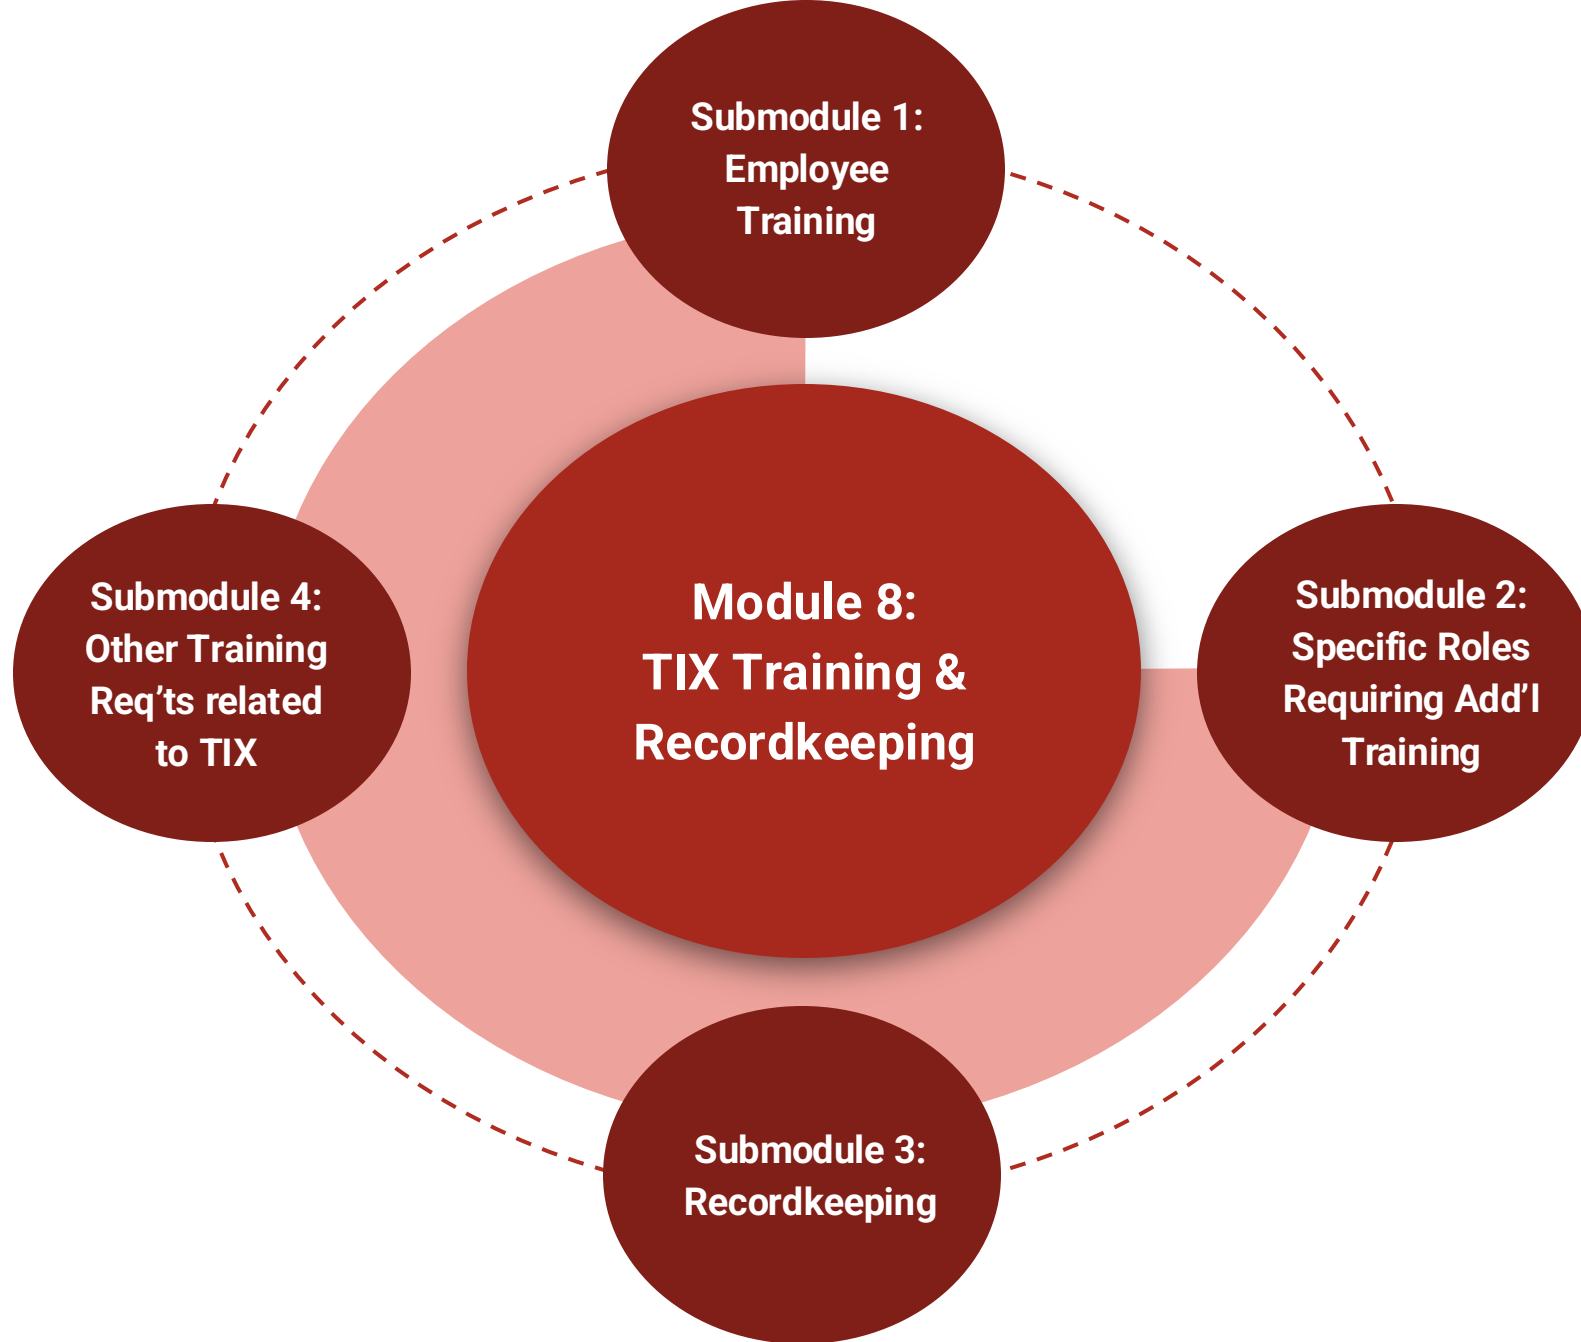 Submodule 1:
Employee
Training
Module 8:
TIX Training &
Recordkeeping
Submodule 2:
Specific Roles
Requiring Add’l
Training
Submodule 3:
Recordkeeping
Submodule 4:
Other Training
Req’ts related
to TIX